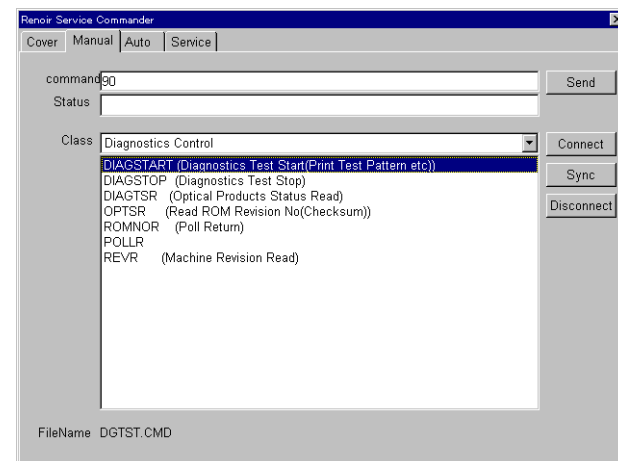 Renoir Service Commander
Cover Manual Auto Service
command 90 Send
Status
Class Diagnostics Control Connect
DIAGSTART (Diagnostics Test Start(Print Test Pattern etc))
DIAGSTOP (Diagnostics Test Stop)
Sync
DIAGTSR (Optical Products Status Read)
OPTSR (Read ROM Revision No(Checksum))
Disconnect
ROMNOR (Poll Return)
POLLR
REVR (Machine Revision Read)
FileName DGTST.CMD